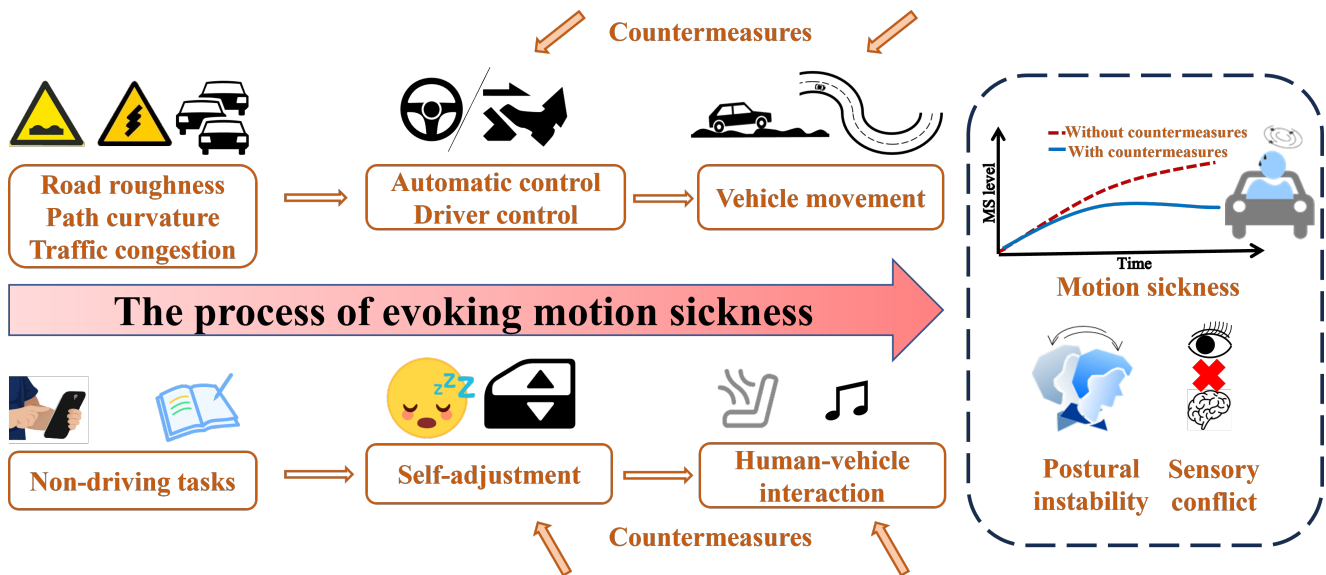 Countermeasures
Road roughness
Path curvature
Traffic congestion
Automatic control
Driver control
Vehicle movement
Without countermeasures
With countermeasures
MS level
Time
Motion sickness
The process of evoking motion sickness
zzz
Non-driving tasks
Self-adjustment
Human-vehicle
interaction
Postural
instability
Sensory
conflict
Countermeasures